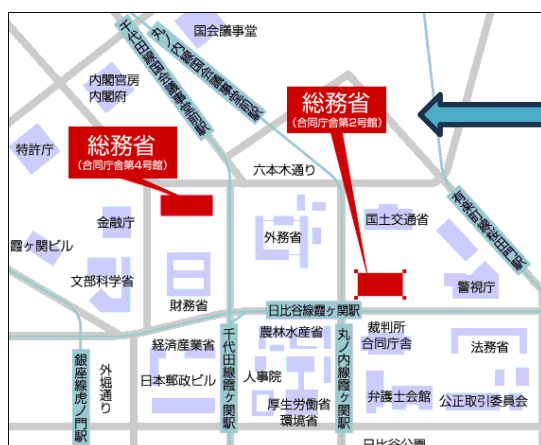 国会議事堂
千代田線国会議事堂前駅
丸ノ内線国会議事堂前駅
内閣官房
内閣府
総務省
(合同庁舎第2号館)
総務省
(合同庁舎第4号館)
特許庁
六本木通り
有楽町線桜田門駅
金融庁
国土交通省
外務省
霞ヶ関ビル
文部科学省
警視庁
財務省
日比谷線霞ヶ関駅
経済産業省
農林水産省
裁判所
合同庁舎
法務省
銀座線虎ノ門駅
外堀通り
日本郵政ビル
千代田線霞ヶ関駅
人事院
丸ノ内線霞ヶ関駅
弁護士会館
公正取引委員会
厚生労働省
環境省
日比谷公園